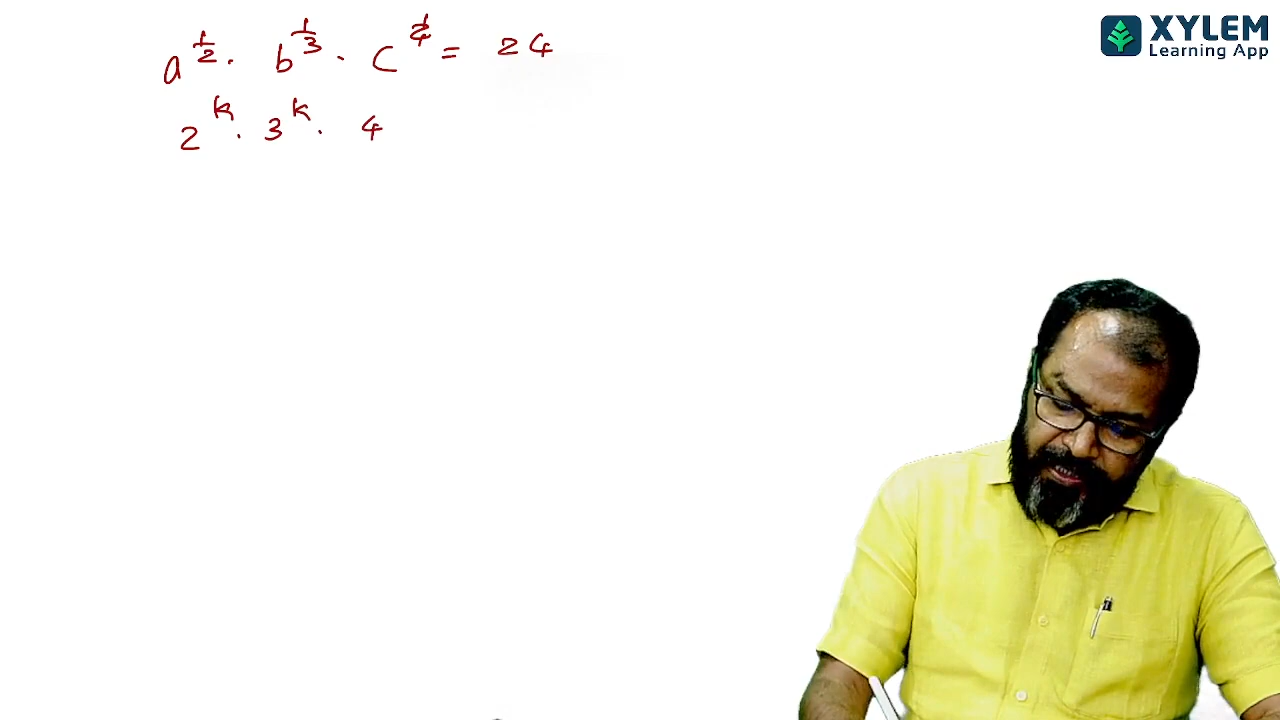 a^{1/2} . b^{1/3} . c^{1/4} = 24
2^k . 3^k . 4
XYLEM
Learning App